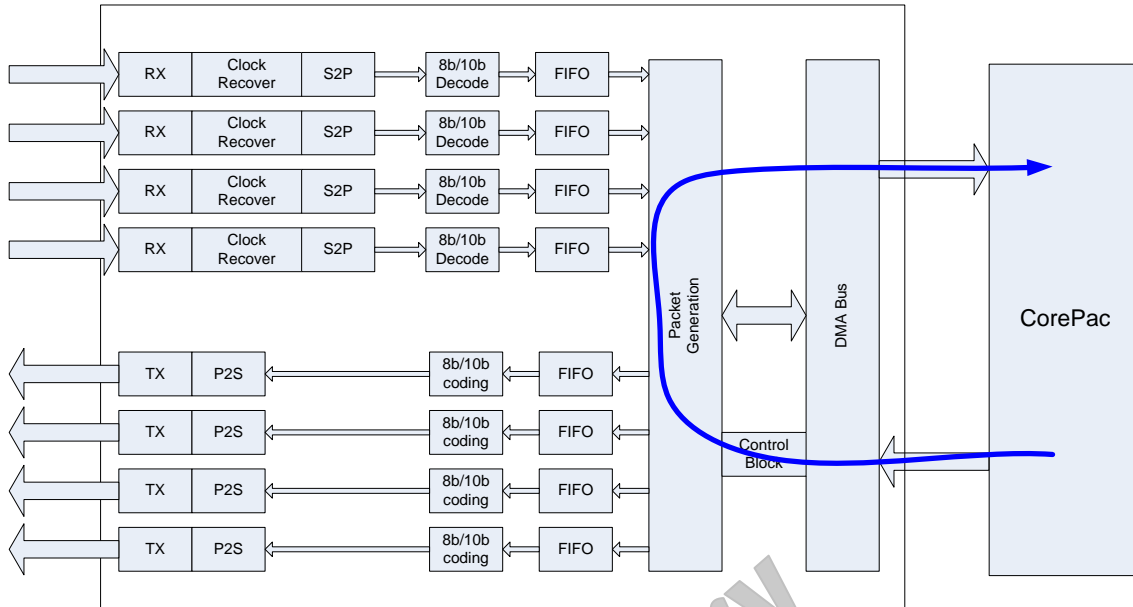 RX
Clock
Recover
S2P
8b/10b
Decode
FIFO
RX
Clock
Recover
S2P
8b/10b
Decode
FIFO
RX
Clock
Recover
S2P
8b/10b
Decode
FIFO
RX
Clock
Recover
S2P
8b/10b
Decode
FIFO
Packet
Generation
DMA Bus
CorePac
TX
P2S
8b/10b
coding
FIFO
TX
P2S
8b/10b
coding
FIFO
Control
Block
TX
P2S
8b/10b
coding
FIFO
TX
P2S
8b/10b
coding
FIFO